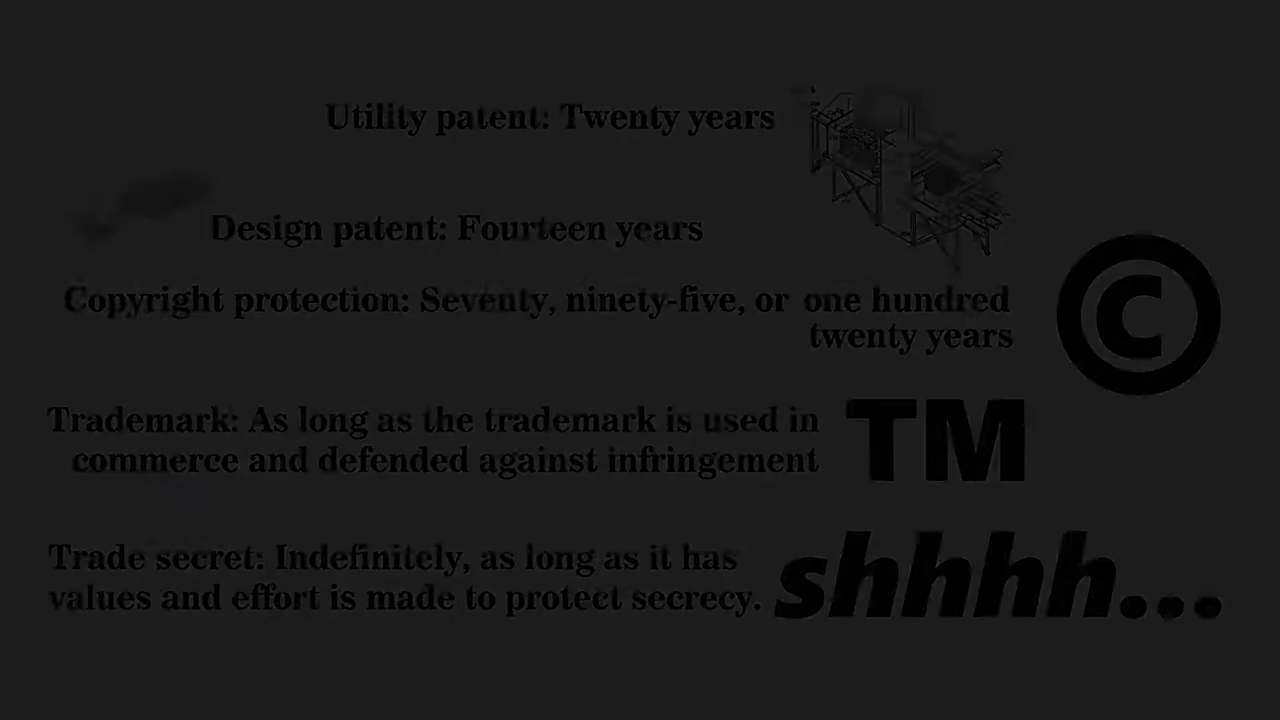 Utility patent: Twenty years
Design patent: Fourteen years
Copyright protection: Seventy, ninety-five, or one hundred
twenty years
©
Trademark: As long as the trademark is used in
commerce and defended against infringement
TM
Trade secret: Indefinitely, as long as it has
values and effort is made to protect secrecy.
shhhh...